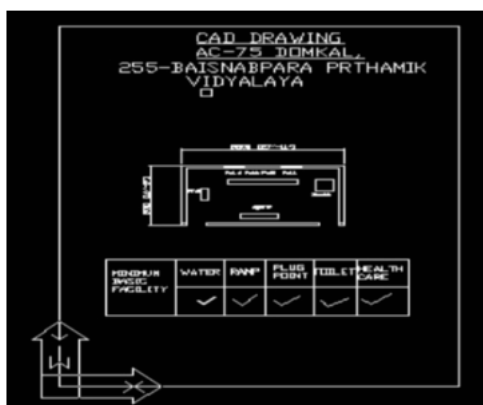 CAD DRAWING
AC-75 DOMKAL,
255-BAISNABPARA PRTHAMIK
VIDYALAYA
MINIMUM BASIC FACILITY
WATER
RAMP
PLUG POINT
TOILET
HEALTH CARE
W
X